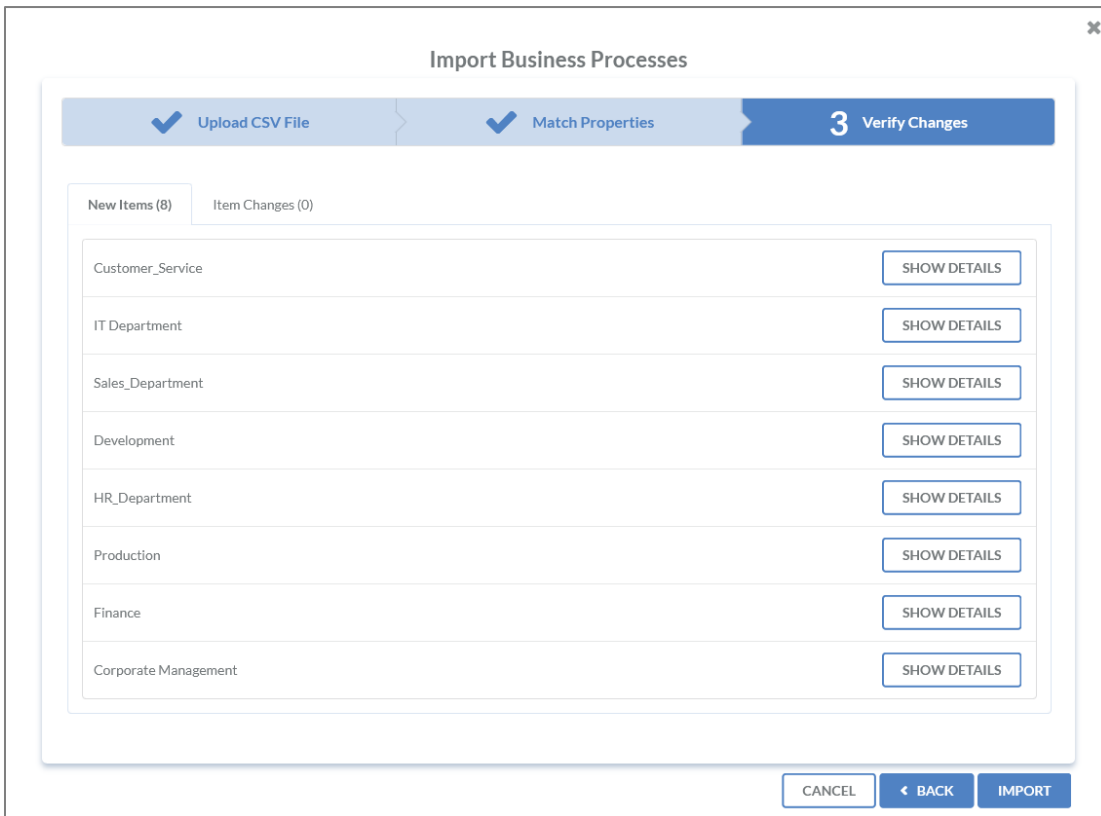 Import Business Processes
Upload CSV File
Match Properties
3 Verify Changes
New Items (8) Item Changes (0)
Customer_Service SHOW DETAILS
IT Department SHOW DETAILS
Sales_Department SHOW DETAILS
Development SHOW DETAILS
HR_Department SHOW DETAILS
Production SHOW DETAILS
Finance SHOW DETAILS
Corporate Management SHOW DETAILS
CANCEL BACK IMPORT